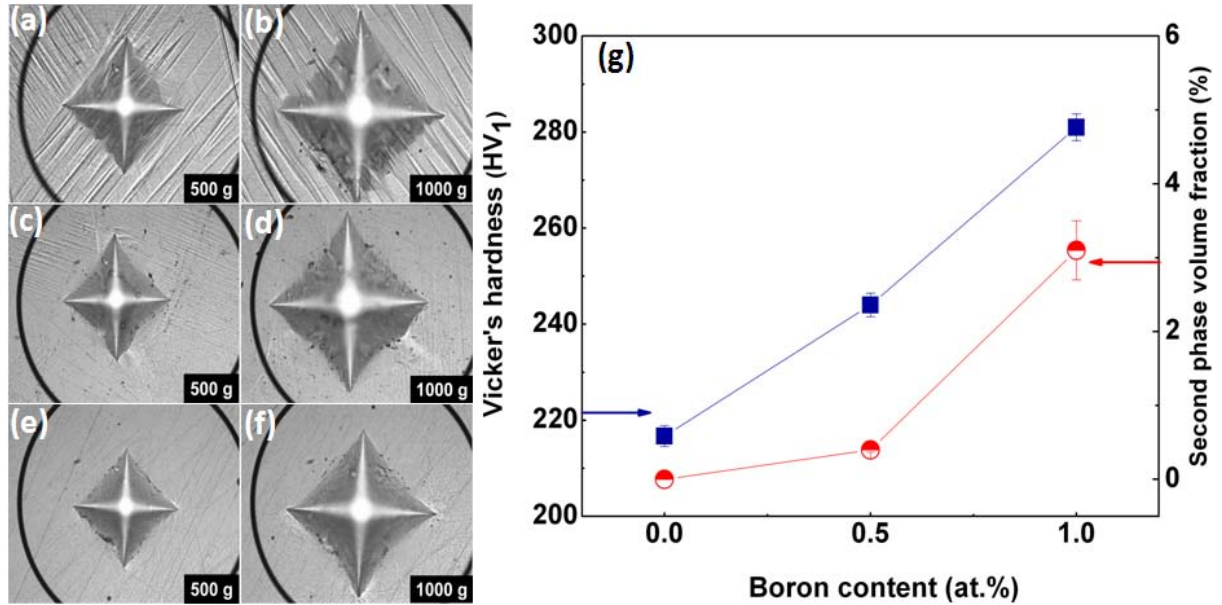 (a)
500 g
(b)
1000 g
(c)
500 g
(d)
1000 g
(e)
500 g
(f)
1000 g
(g)
Vicker's hardness (HV1)
300
280
260
240
220
200
Second phase volume fraction (%)
6
4
2
0
0.0 0.5 1.0
Boron content (at.%)